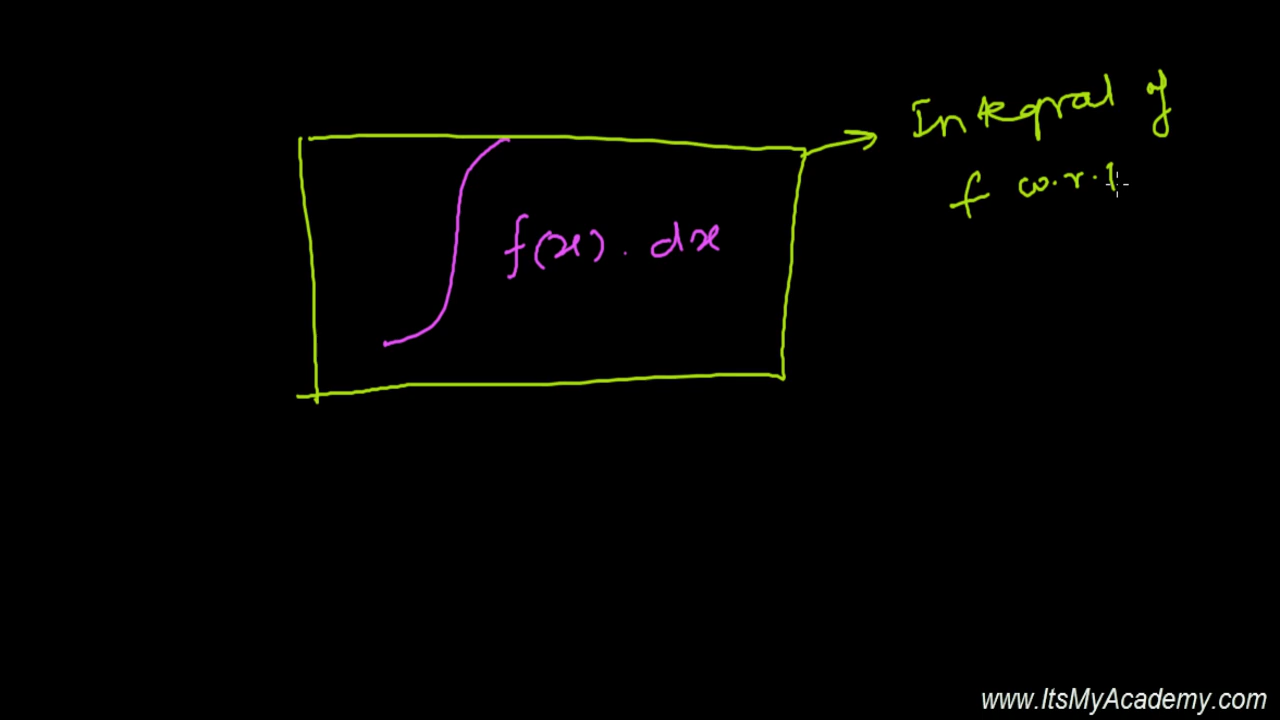 ∫ f(x) . dx
Integral of
f w.r.t
www.ItsMyAcademy.com